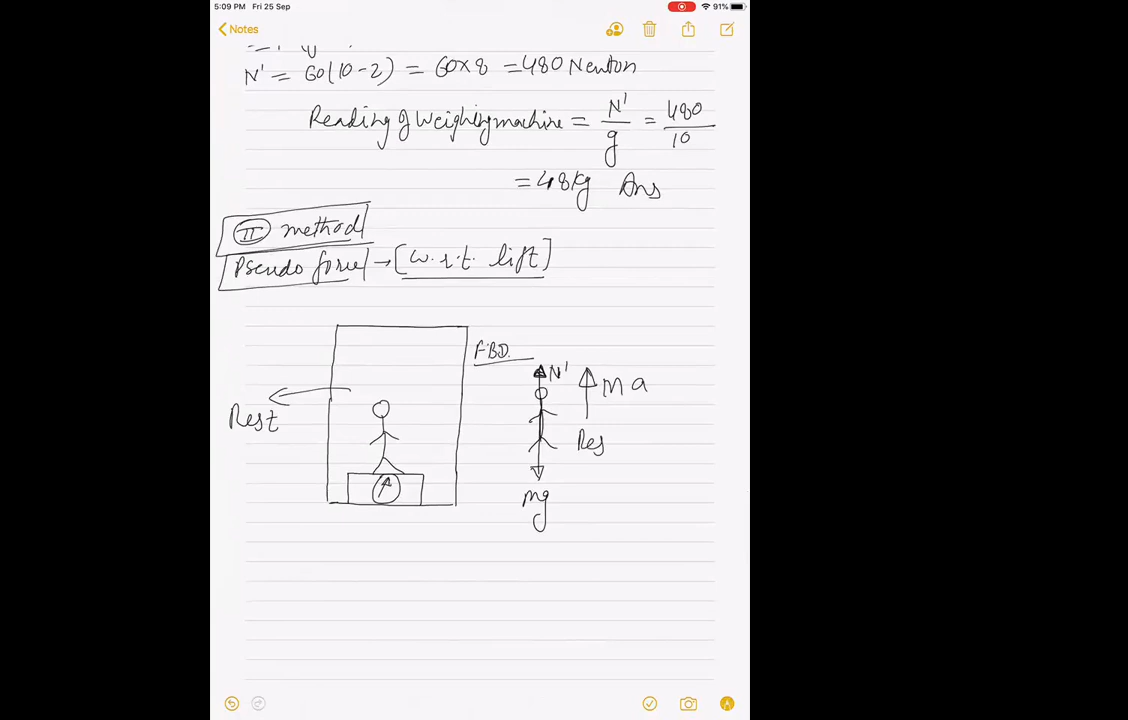 5:09 PM Fri 25 Sep
91%
Notes
N' = 60(10-2) = 60×8 = 480 Newton
Reading of Weighing machine = N'/g = 480/10
= 48kg Ans
II method
Pseudo force → [w.r.t. lift]
FBD.
N'
ma
Rest
Res
mg